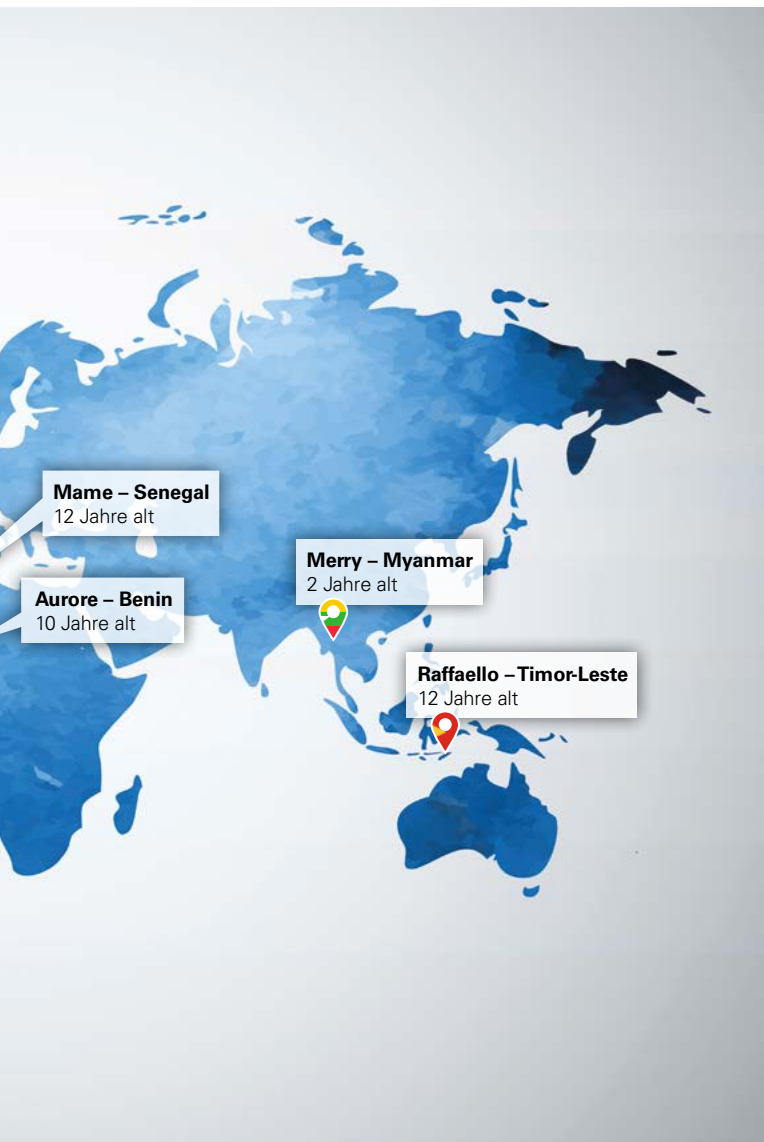 Mame – Senegal
12 Jahre alt
Aurore – Benin
10 Jahre alt
Merry – Myanmar
2 Jahre alt
Raffaello – Timor-Leste
12 Jahre alt